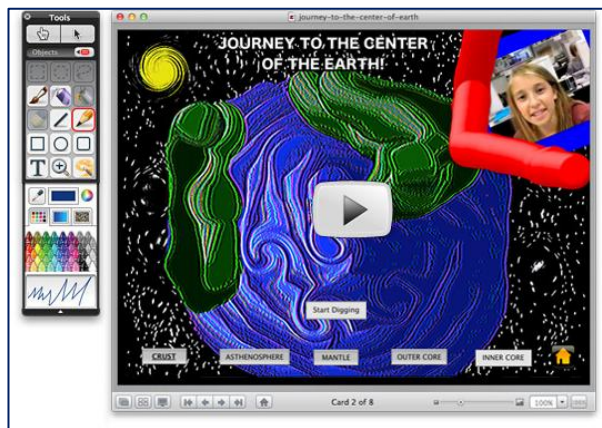 Tools
journey-to-the-center-of-earth
Objects
JOURNEY TO THE CENTER
OF THE EARTH!
T
Start Digging
CRUST
ASTHENOSPHERE
MANTLE
OUTER CORE
INNER CORE
Card 2 of 8
100%